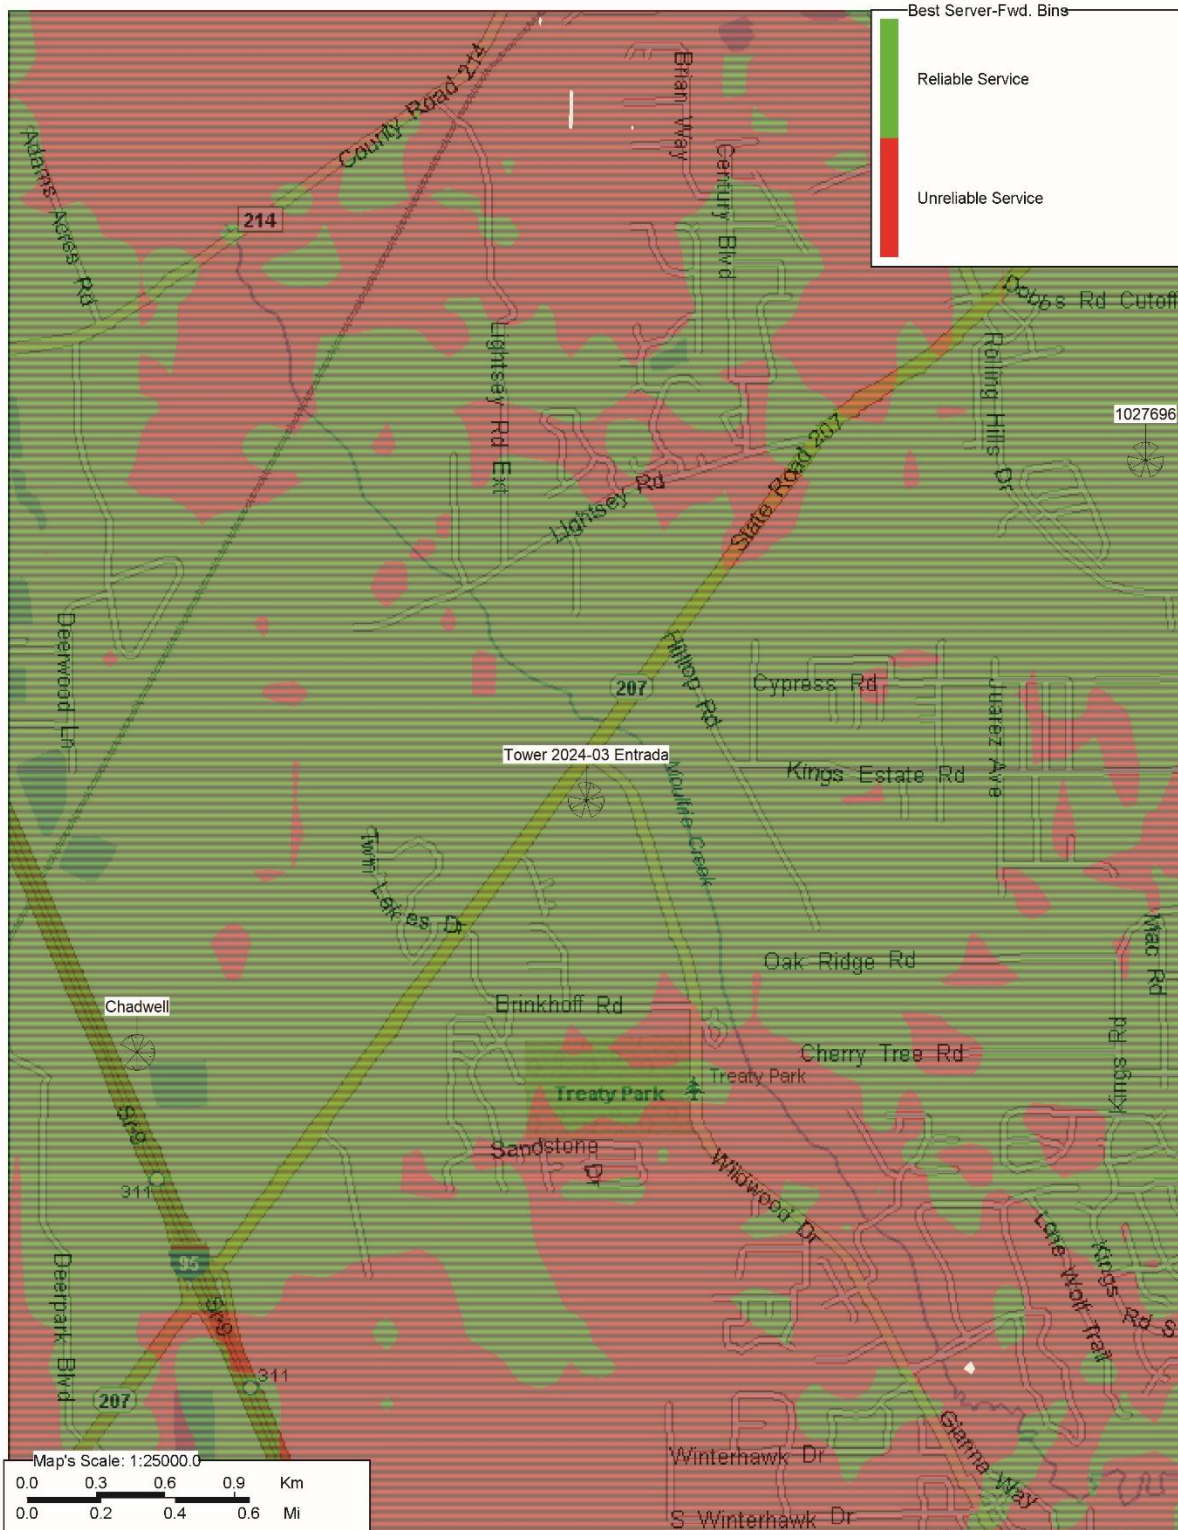 Best Server-Fwd. Bins
Reliable Service
Unreliable Service
County Road 214
Brian Way
Adams Acres Rd
Century Blvd
214
Dobbs Rd Cutoff
Lightsey Rd Ext
Rolling Hills Dr
1027696
State Road 207
Lightsey Rd
Deerwood Ln
Hilltop Rd
207
Cypress Rd
Juarez Ave
Tower 2024-03 Entrada
Kings Estate Rd
Moultrie Creek
Twin Lakes Dr
Mac Rd
Oak Ridge Rd
Chadwell
Brinkhoff Rd
Kings Rd
Cherry Tree Rd
Treaty Park
Treaty Park
Sr-9
Sandstone Dr
311
Wildwood Dr
Lone Wolf Trail
Kings Rd S
95
Deerpark Blvd
Sr-9
311
207
Gianna Way
Winterhawk Dr
S Winterhawk Dr
Map's Scale: 1:25000.0
0.0 0.3 0.6 0.9 Km
0.0 0.2 0.4 0.6 Mi